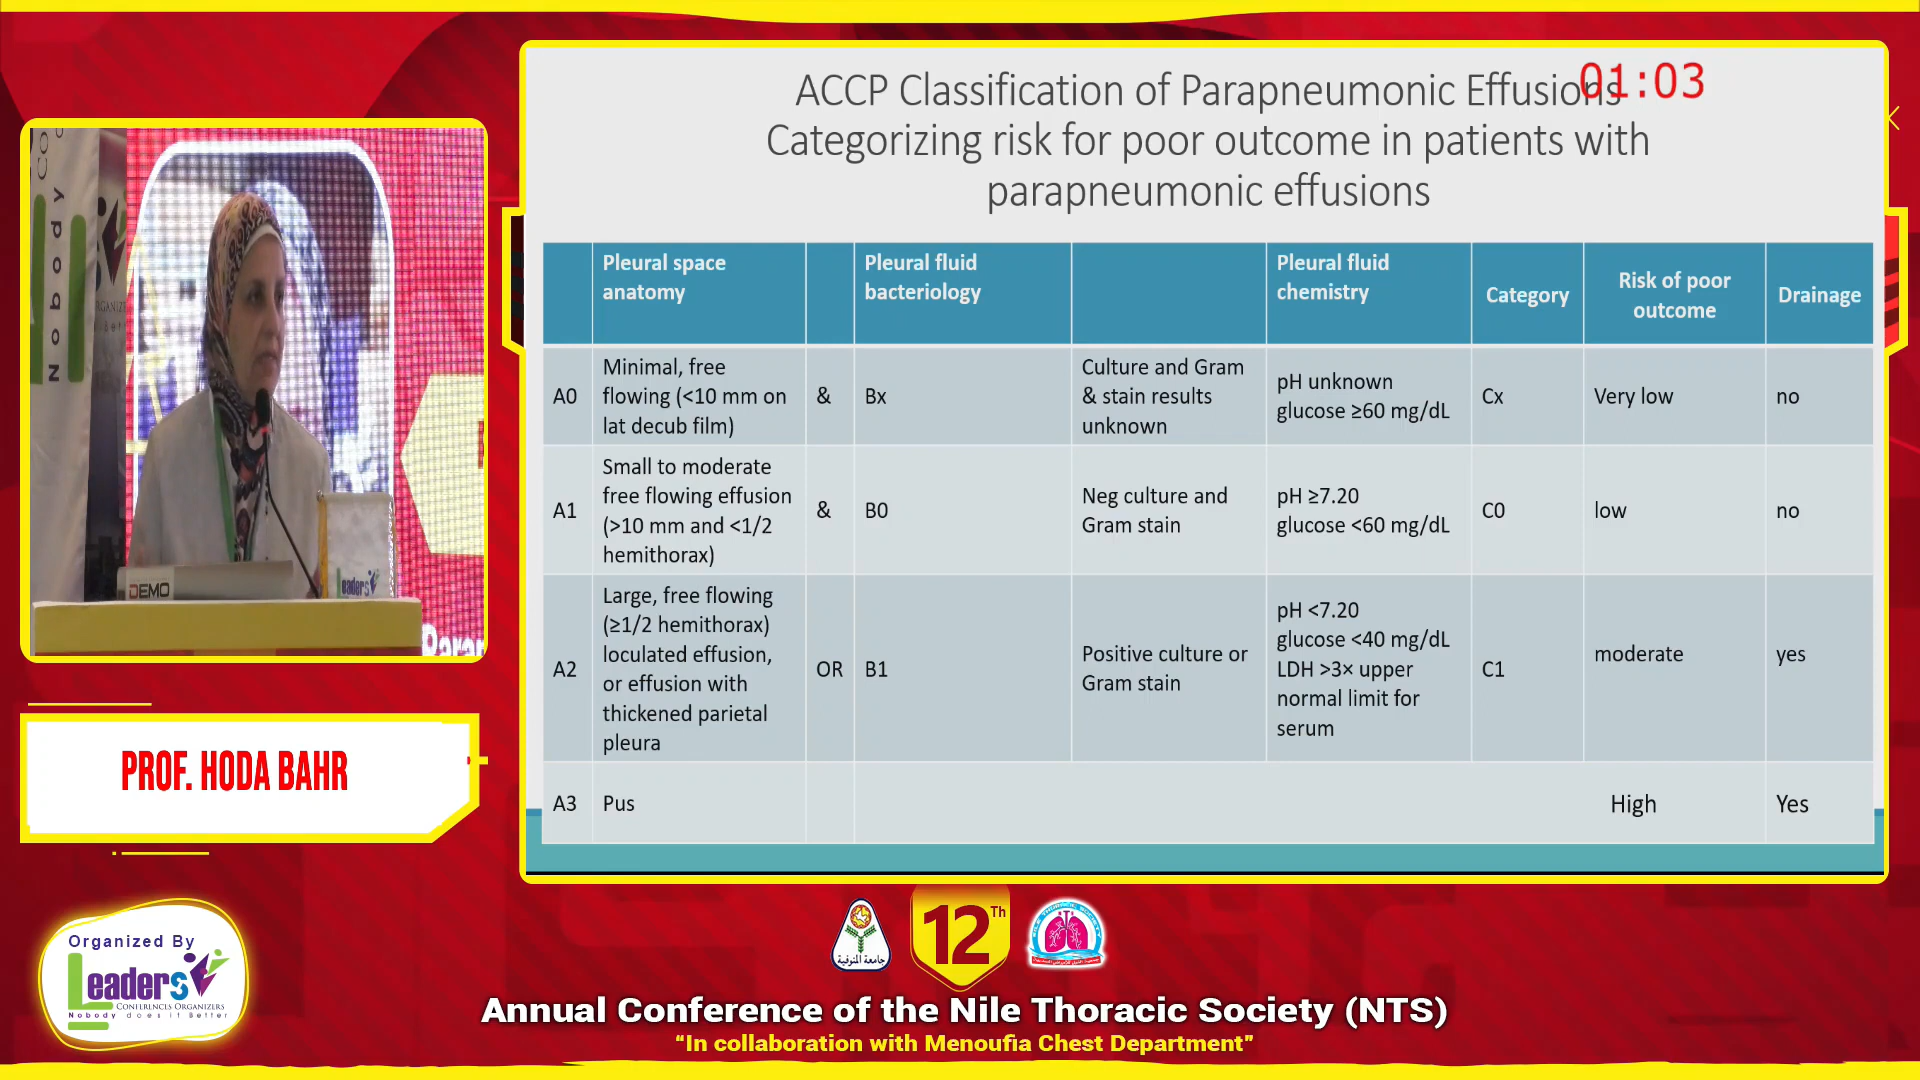 ACCP Classification of Parapneumonic Effusions
01:03
Categorizing risk for poor outcome in patients with
parapneumonic effusions
Pleural space
anatomy
Pleural fluid
bacteriology
Pleural fluid
chemistry
Category
Risk of poor
outcome
Drainage
A0
Minimal, free
flowing (<10 mm on
lat decub film)
&
Bx
Culture and Gram
& stain results
unknown
pH unknown
glucose ≥60 mg/dL
Cx
Very low
no
A1
Small to moderate
free flowing effusion
(>10 mm and <1/2
hemithorax)
&
B0
Neg culture and
Gram stain
pH ≥7.20
glucose <60 mg/dL
C0
low
no
A2
Large, free flowing
(≥1/2 hemithorax)
loculated effusion,
or effusion with
thickened parietal
pleura
OR
B1
Positive culture or
Gram stain
pH <7.20
glucose <40 mg/dL
LDH >3× upper
normal limit for
serum
C1
moderate
yes
A3
Pus
High
Yes
Nobody
DEMO
Leaders
PROF. HODA BAHR
Organized By
Leaders
CONFERENCES ORGANIZERS
Nobody does it Better
جامعة المنوفية
12Th
Annual Conference of the Nile Thoracic Society (NTS)
“In collaboration with Menoufia Chest Department”